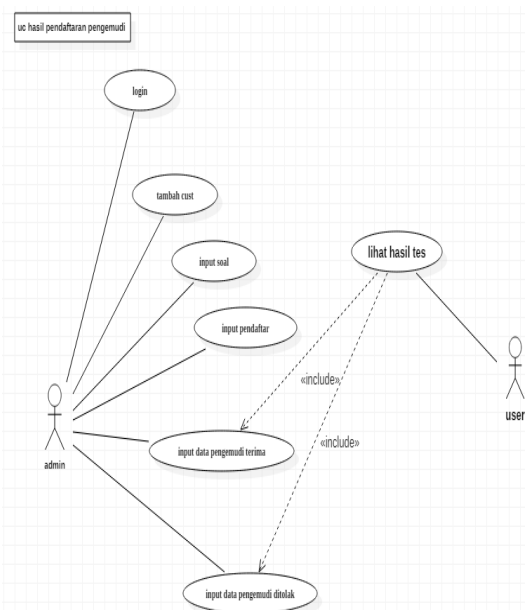 uc hasil pendaftaran pengemudi
login
tambah cust
input soal
lihat hasil tes
input pendaftar
«include»
user
«include»
input data pengemudi terima
admin
input data pengemudi ditolak